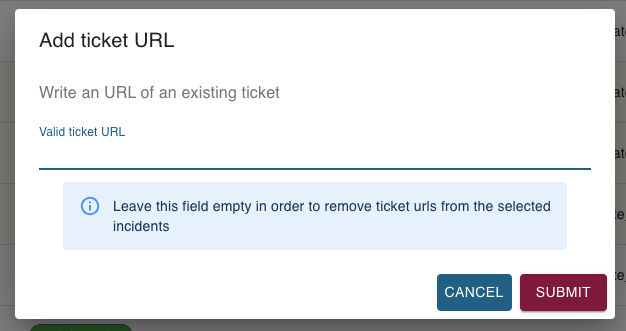 Add ticket URL
Write an URL of an existing ticket
Valid ticket URL
Leave this field empty in order to remove ticket urls from the selected
incidents
CANCEL
SUBMIT